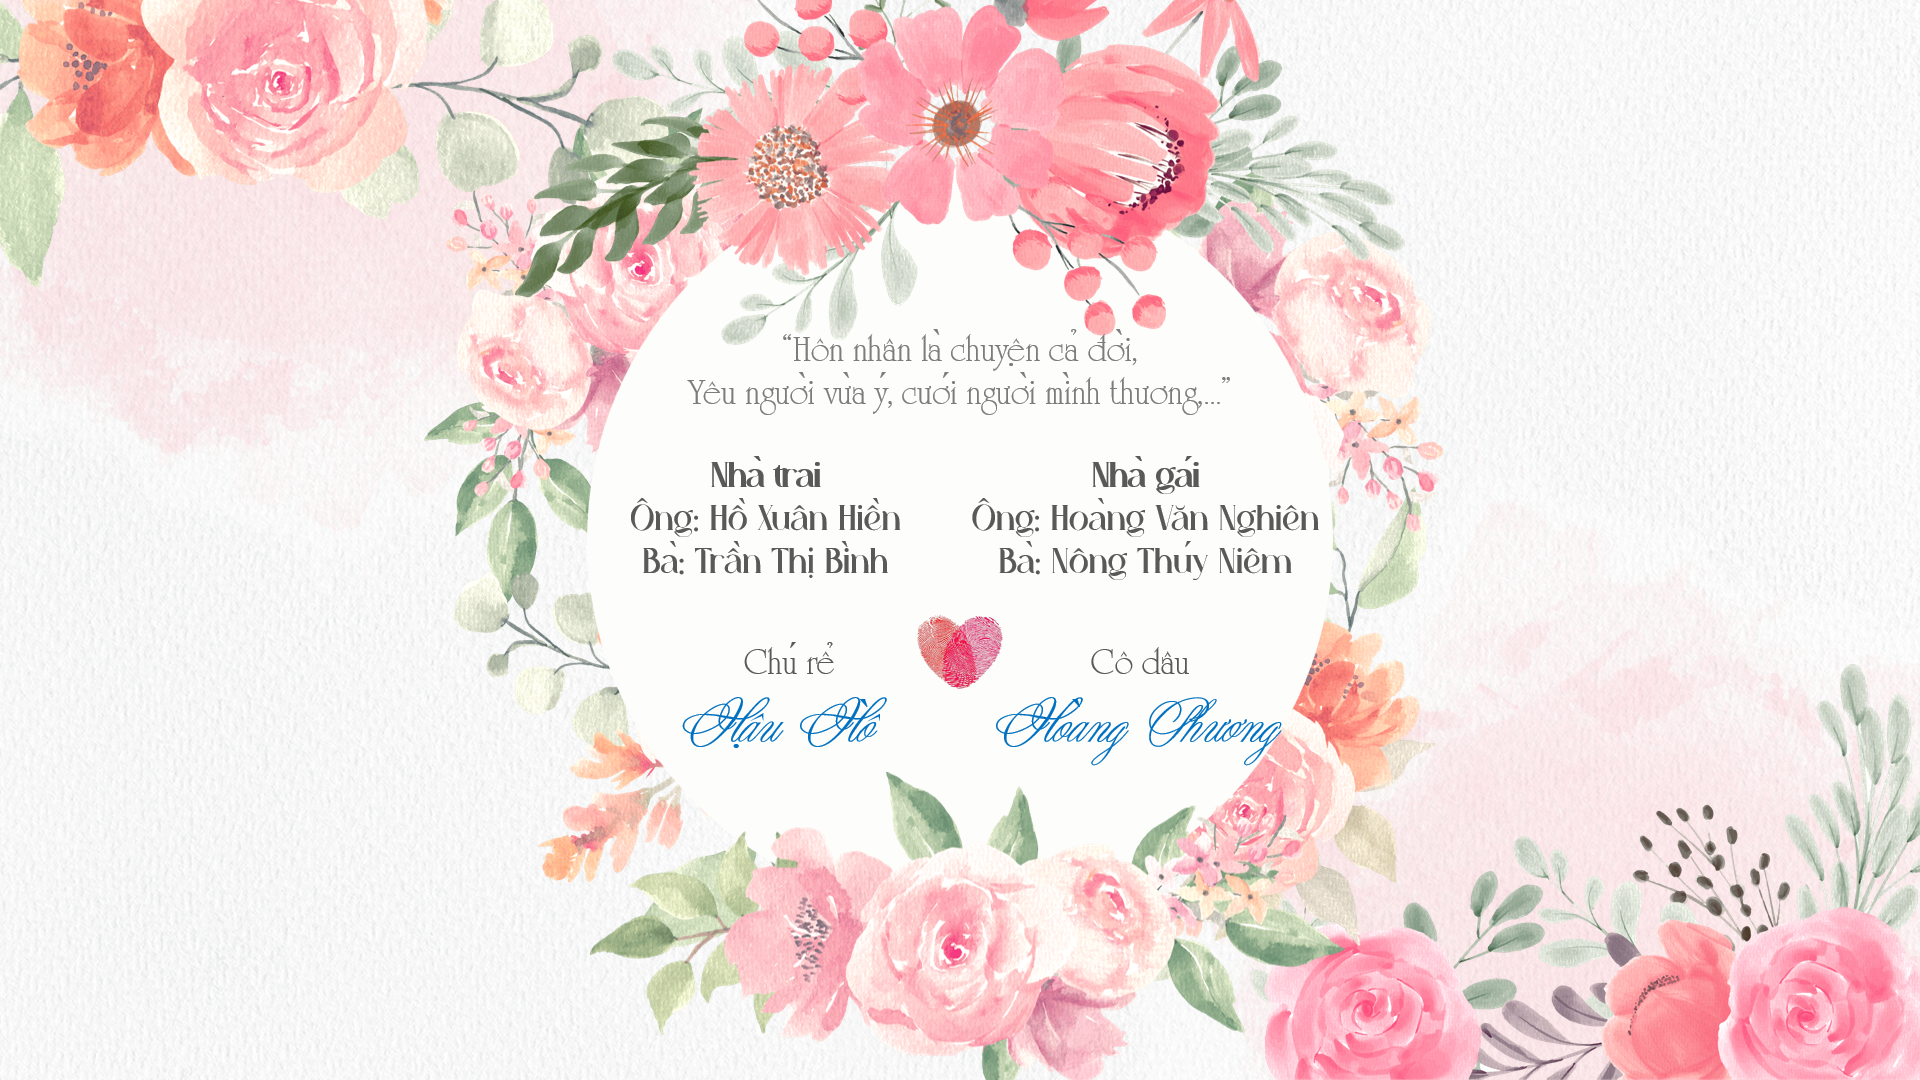 “Hôn nhân là chuyện cả đời,
Yêu người vừa ý, cưới người mình thương,...”
Nhà trai
Ông: Hồ Xuân Hiền
Bà: Trần Thị Bình
Nhà gái
Ông: Hoàng Văn Nghiên
Bà: Nông Thúy Niêm
Chú rể
Hậu Hồ
Cô dâu
Hoàng Phương